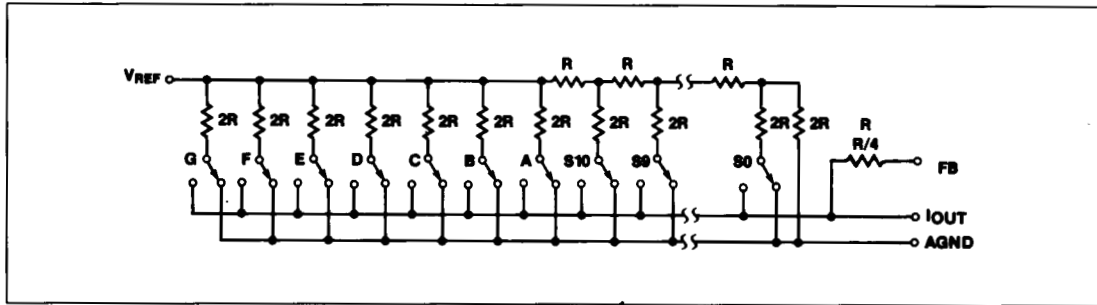 R R R
VREF
2R 2R 2R 2R 2R 2R 2R 2R 2R 2R 2R
R
R/4
G F E D C B A S10 S9 S0
FB
IOUT
AGND